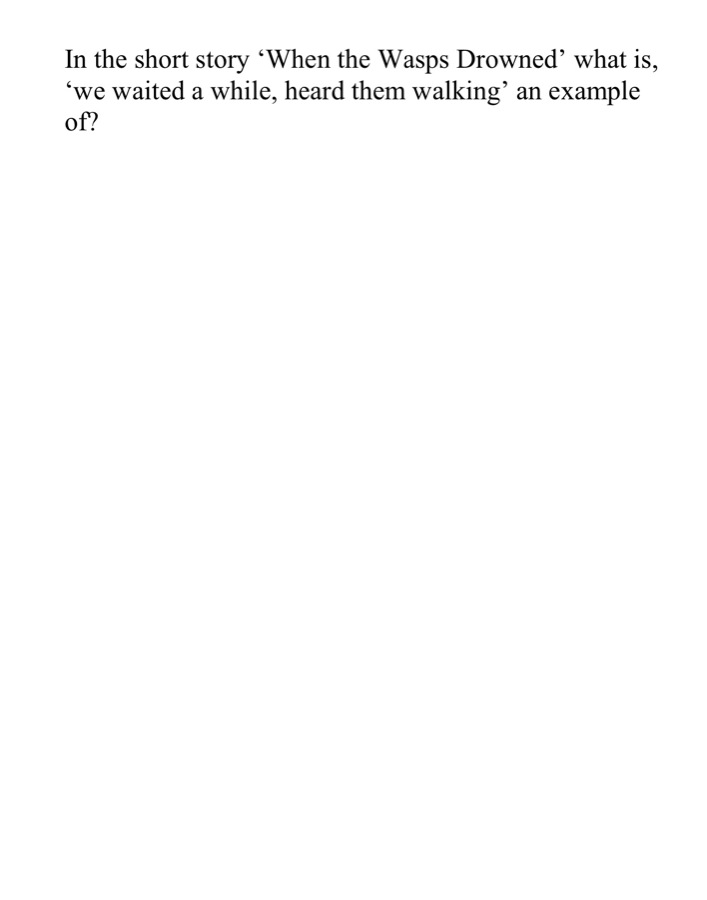 In the short story ‘When the Wasps Drowned’ what is,
‘we waited a while, heard them walking’ an example
of?